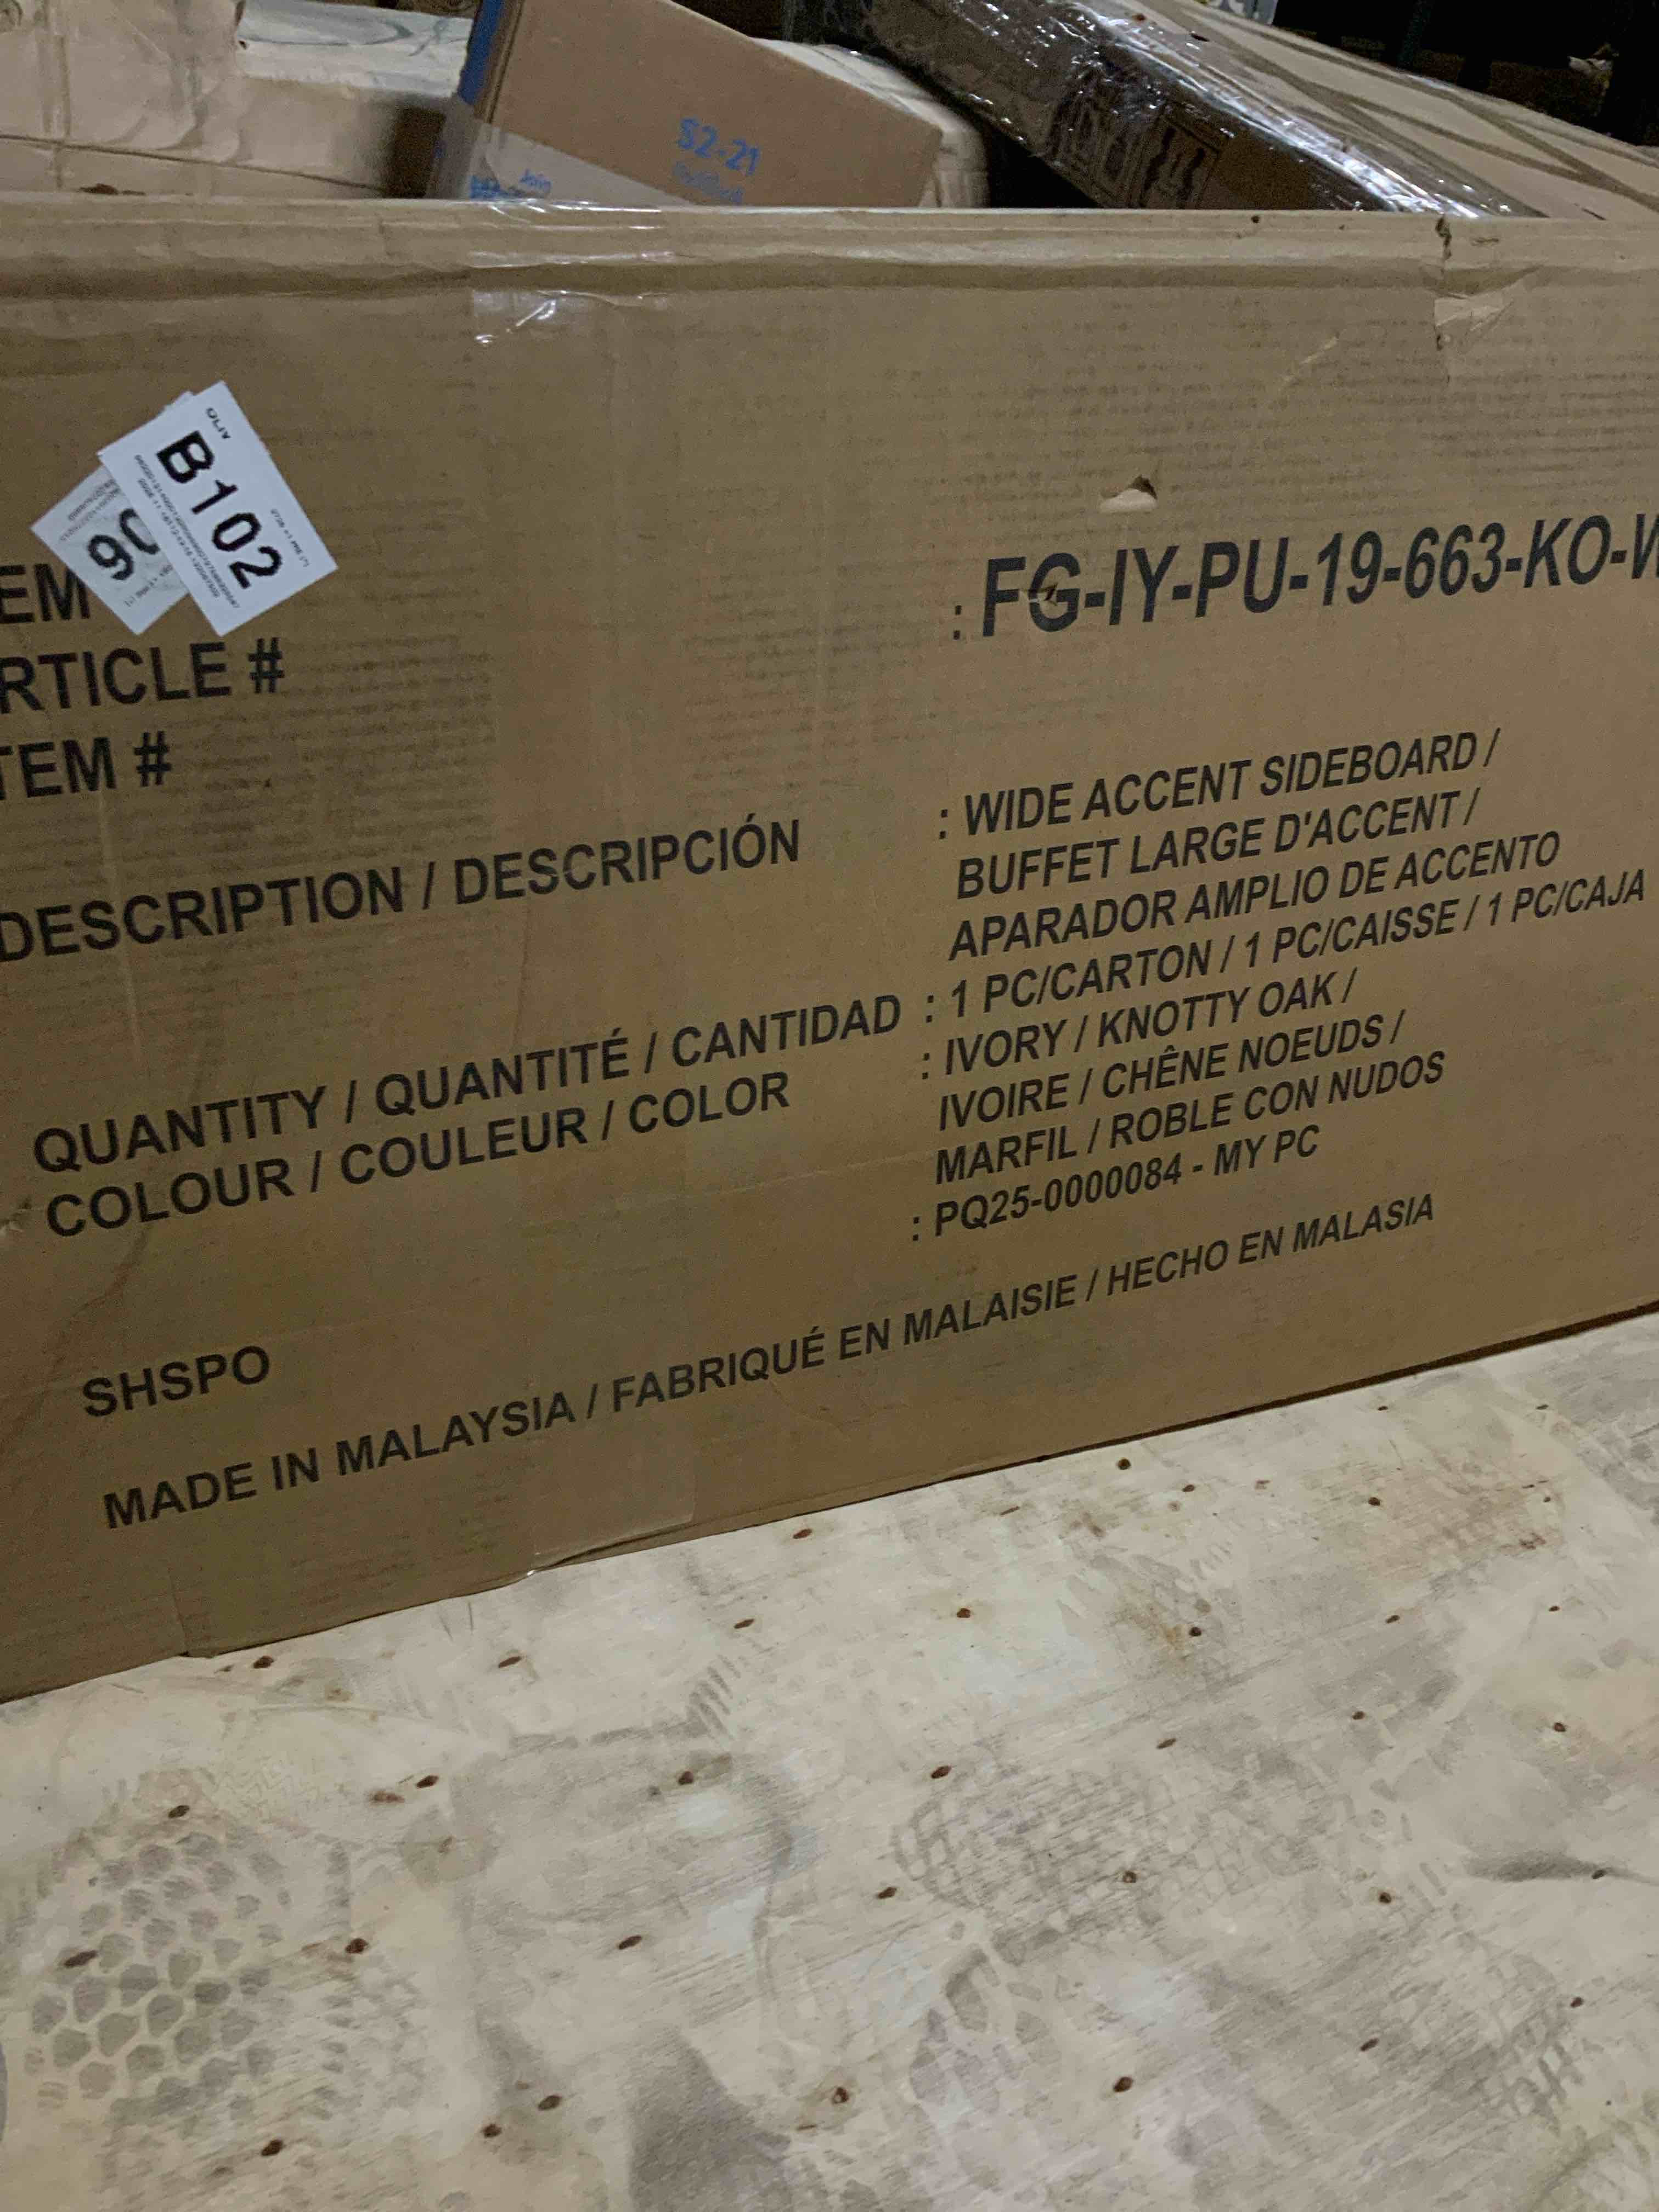 S2-21
OLIV
B102
90
EM
RTICLE #
TEM #
: FG-IY-PU-19-663-KO-W
DESCRIPTION / DESCRIPCIÓN : WIDE ACCENT SIDEBOARD /
BUFFET LARGE D'ACCENT /
APARADOR AMPLIO DE ACCENTO
QUANTITY / QUANTITÉ / CANTIDAD : 1 PC/CARTON / 1 PC/CAISSE / 1 PC/CAJA
COLOUR / COULEUR / COLOR : IVORY / KNOTTY OAK /
IVOIRE / CHÊNE NOEUDS /
MARFIL / ROBLE CON NUDOS
SHSPO : PQ25-0000084 - MY PC
MADE IN MALAYSIA / FABRIQUÉ EN MALAISIE / HECHO EN MALASIA